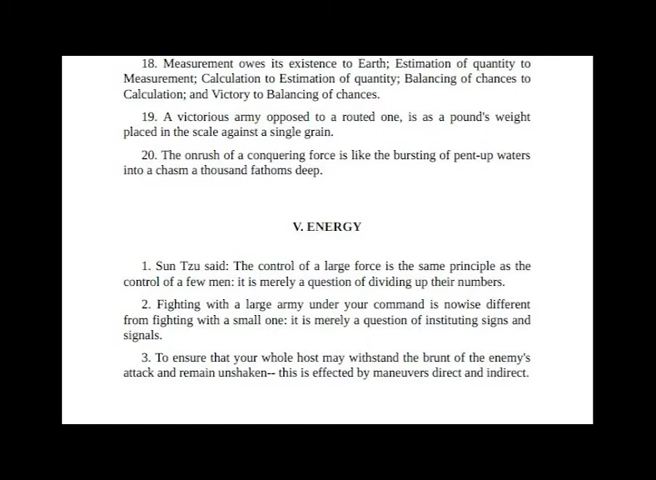 18. Measurement owes its existence to Earth; Estimation of quantity to
Measurement; Calculation to Estimation of quantity; Balancing of chances to
Calculation; and Victory to Balancing of chances.
19. A victorious army opposed to a routed one, is as a pound's weight
placed in the scale against a single grain.
20. The onrush of a conquering force is like the bursting of pent-up waters
into a chasm a thousand fathoms deep.
V. ENERGY
1. Sun Tzu said: The control of a large force is the same principle as the
control of a few men: it is merely a question of dividing up their numbers.
2. Fighting with a large army under your command is nowise different
from fighting with a small one: it is merely a question of instituting signs and
signals.
3. To ensure that your whole host may withstand the brunt of the enemy's
attack and remain unshaken-- this is effected by maneuvers direct and indirect.